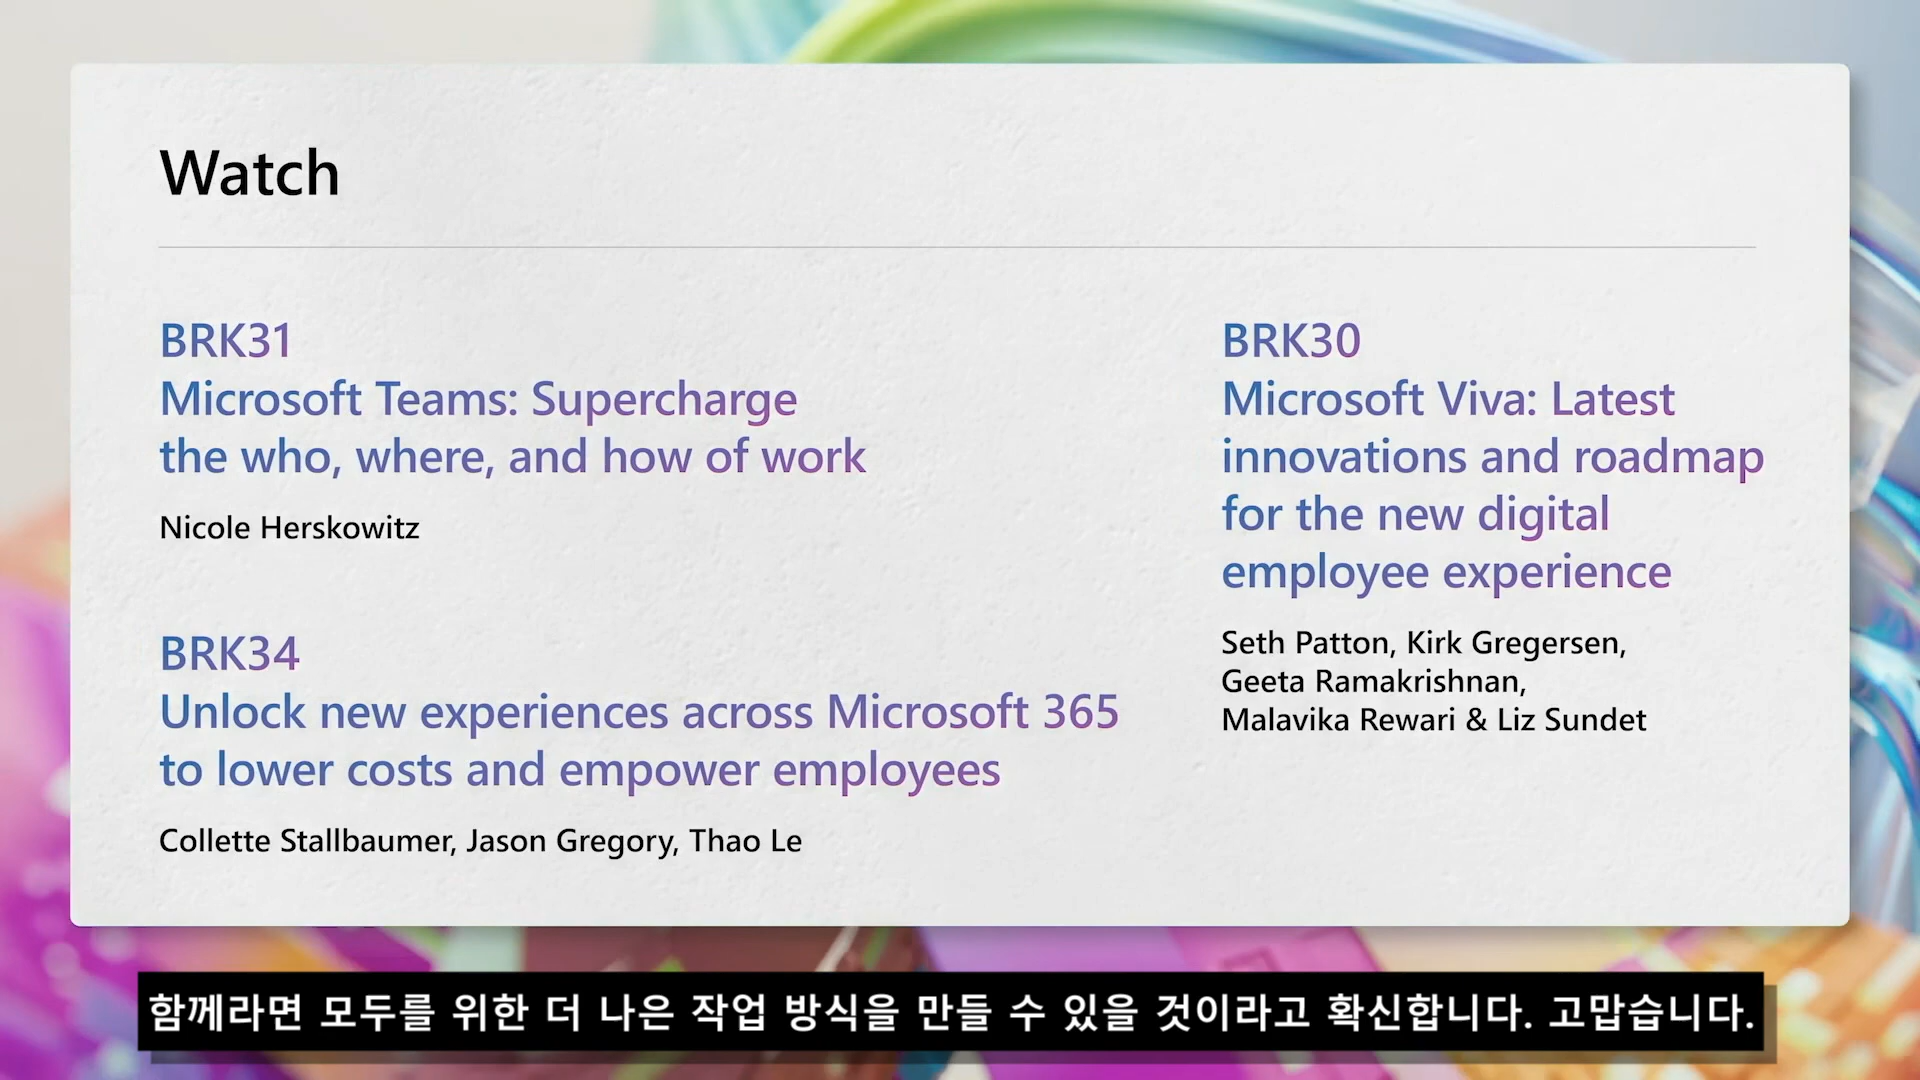 Watch
BRK31
Microsoft Teams: Supercharge
the who, where, and how of work
Nicole Herskowitz
BRK34
Unlock new experiences across Microsoft 365
to lower costs and empower employees
Collette Stallbaumer, Jason Gregory, Thao Le
BRK30
Microsoft Viva: Latest
innovations and roadmap
for the new digital
employee experience
Seth Patton, Kirk Gregersen,
Geeta Ramakrishnan,
Malavika Rewari & Liz Sundet
함께라면 모두를 위한 더 나은 작업 방식을 만들 수 있을 것이라고 확신합니다. 고맙습니다.